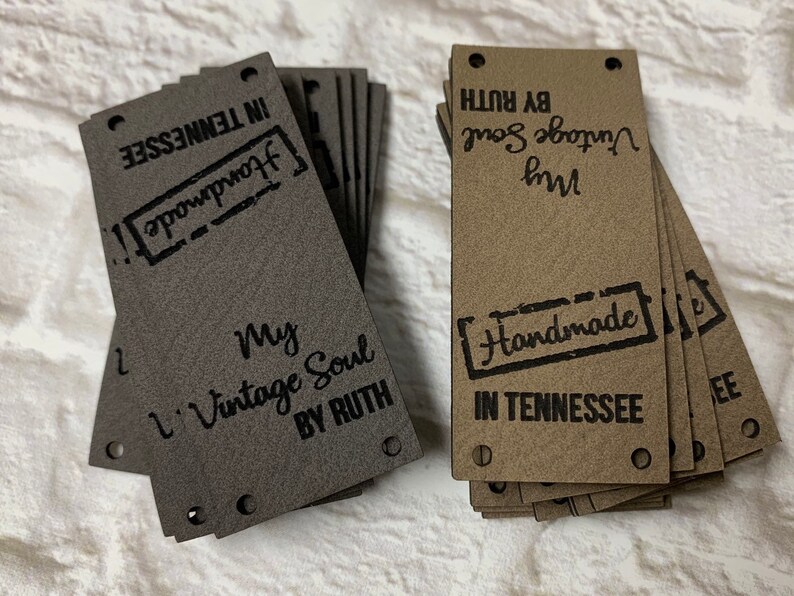 IN TENNESSEE
Handmade
My
Vintage Soul
BY RUTH
My
Vintage Soul
BY RUTH
Handmade
IN TENNESSEE